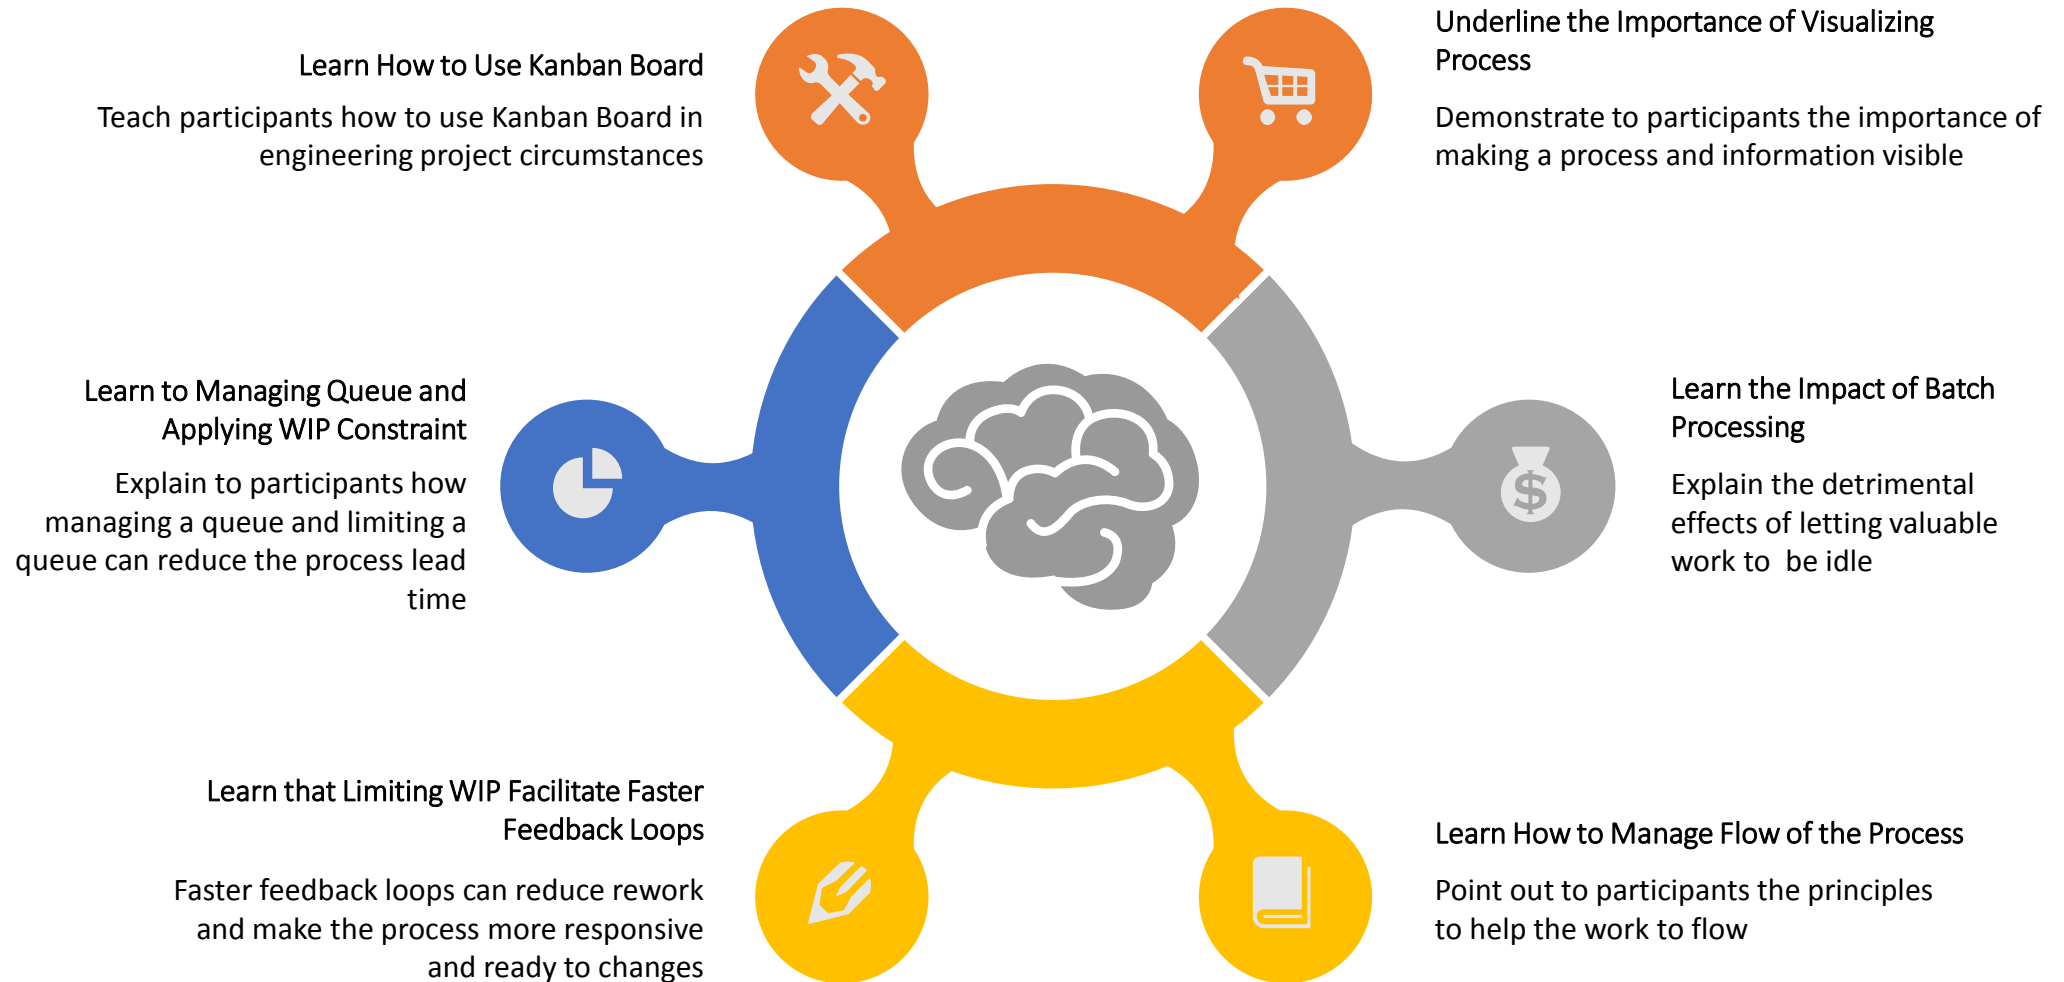 Learn How to Use Kanban Board
Teach participants how to use Kanban Board in
engineering project circumstances
Underline the Importance of Visualizing
Process
Demonstrate to participants the importance of
making a process and information visible
Learn to Managing Queue and
Applying WIP Constraint
Explain to participants how
managing a queue and limiting a
queue can reduce the process lead
time
$
Learn the Impact of Batch
Processing
Explain the detrimental
effects of letting valuable
work to  be idle
Learn that Limiting WIP Facilitate Faster
Feedback Loops
Faster feedback loops can reduce rework
and make the process more responsive
and ready to changes
Learn How to Manage Flow of the Process
Point out to participants the principles
to help the work to flow